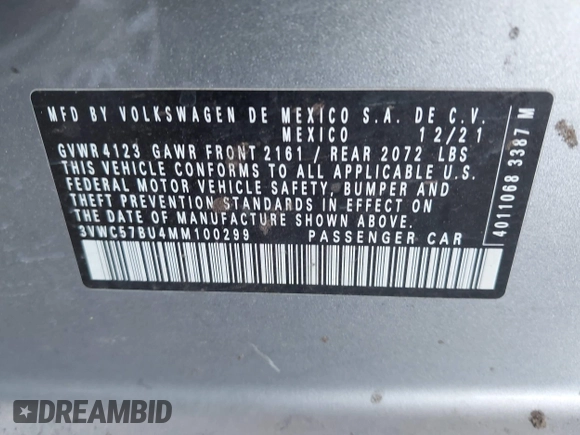 MFD BY VOLKSWAGEN DE MEXICO S.A. DE C.V.
MEXICO 12/21
GVWR 4123 GAWR FRONT 2161 / REAR 2072 LBS
THIS VEHICLE CONFORMS TO ALL APPLICABLE U.S.
FEDERAL MOTOR VEHICLE SAFETY, BUMPER AND
THEFT PREVENTION STANDARDS IN EFFECT ON
THE DATE OF MANUFACTURE SHOWN ABOVE.
3VWC57BU4MM100299 PASSENGER CAR
4011068 3387 M
DREAMBID